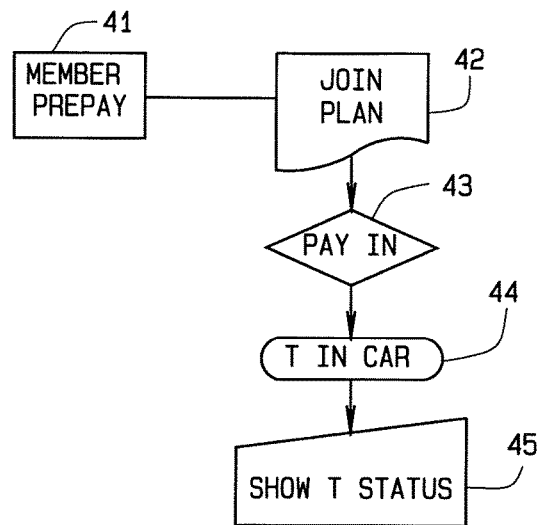 41
MEMBER
PREPAY
42
JOIN
PLAN
43
PAY IN
44
T IN CAR
45
SHOW T STATUS